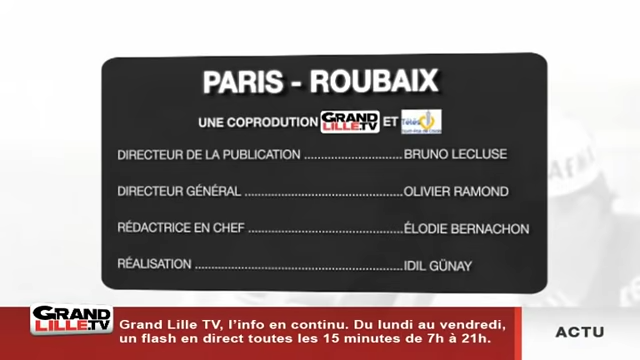 PARIS - ROUBAIX
UNE COPRODUTION GRAND LILLE.TV ET Télés
DIRECTEUR DE LA PUBLICATION ............................ BRUNO LECLUSE
DIRECTEUR GÉNÉRAL ............................................ OLIVIER RAMOND
RÉDACTRICE EN CHEF ........................................... ÉLODIE BERNACHON
RÉALISATION ......................................................... IDIL GÜNAY
GRAND LILLE.TV
Grand Lille TV, l'info en continu. Du lundi au vendredi,
un flash en direct toutes les 15 minutes de 7h à 21h.
ACTU